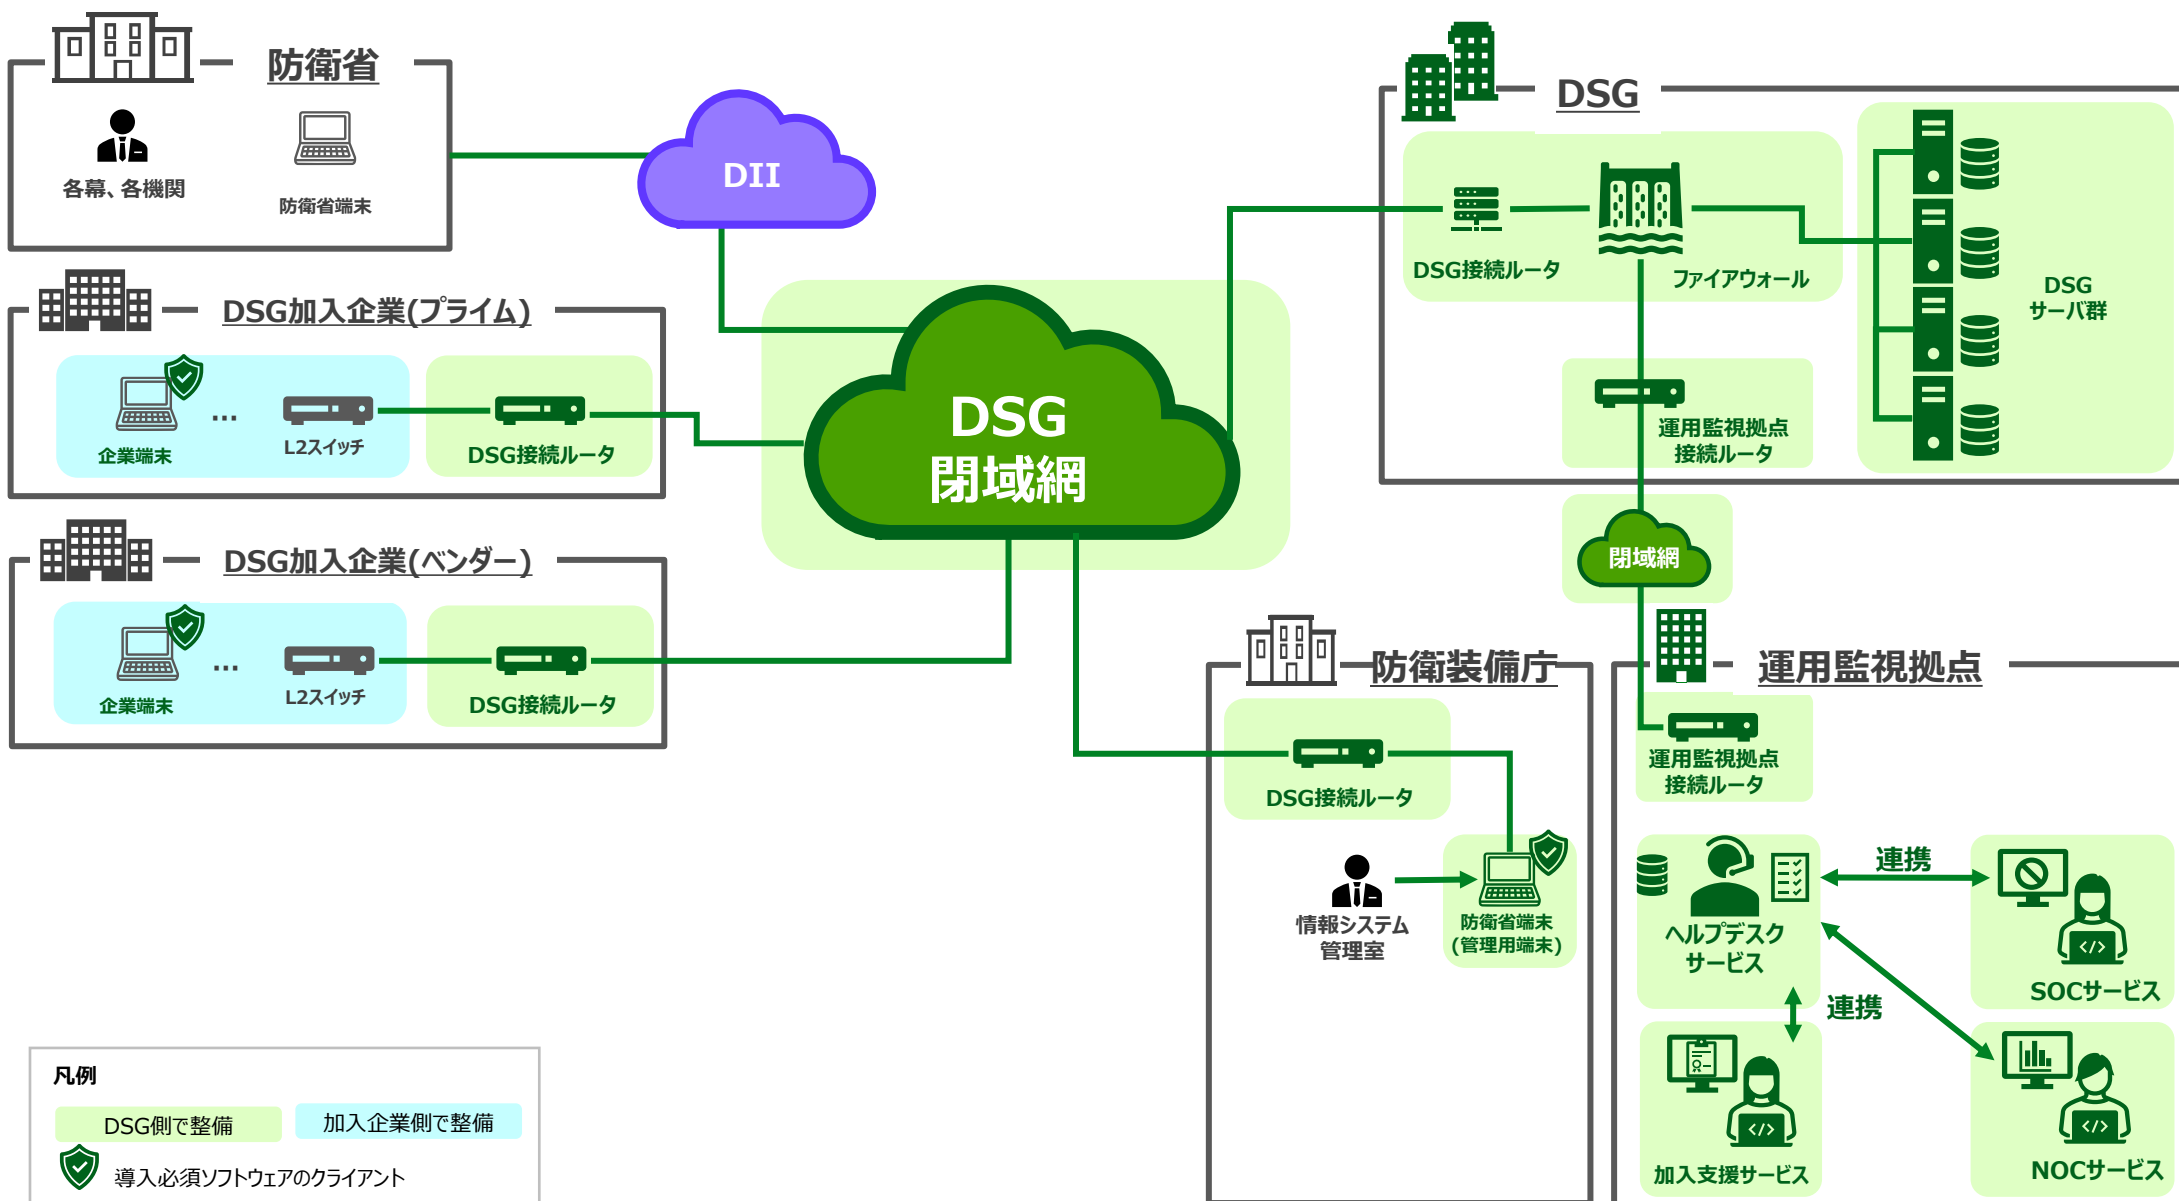 防衛省
各幕、各機関
防衛省端末
DII
DSG加入企業(プライム)
企業端末
…
L2スイッチ
DSG接続ルータ
DSG加入企業(ベンダー)
企業端末
…
L2スイッチ
DSG接続ルータ
DSG
閉域網
DSG
DSG接続ルータ
ファイアウォール
DSG
サーバ群
運用監視拠点
接続ルータ
閉域網
防衛装備庁
DSG接続ルータ
情報システム
管理室
防衛省端末
(管理用端末)
運用監視拠点
運用監視拠点
接続ルータ
ヘルプデスク
サービス
連携
SOCサービス
連携
加入支援サービス
NOCサービス
凡例
DSG側で整備
加入企業側で整備
導入必須ソフトウェアのクライアント